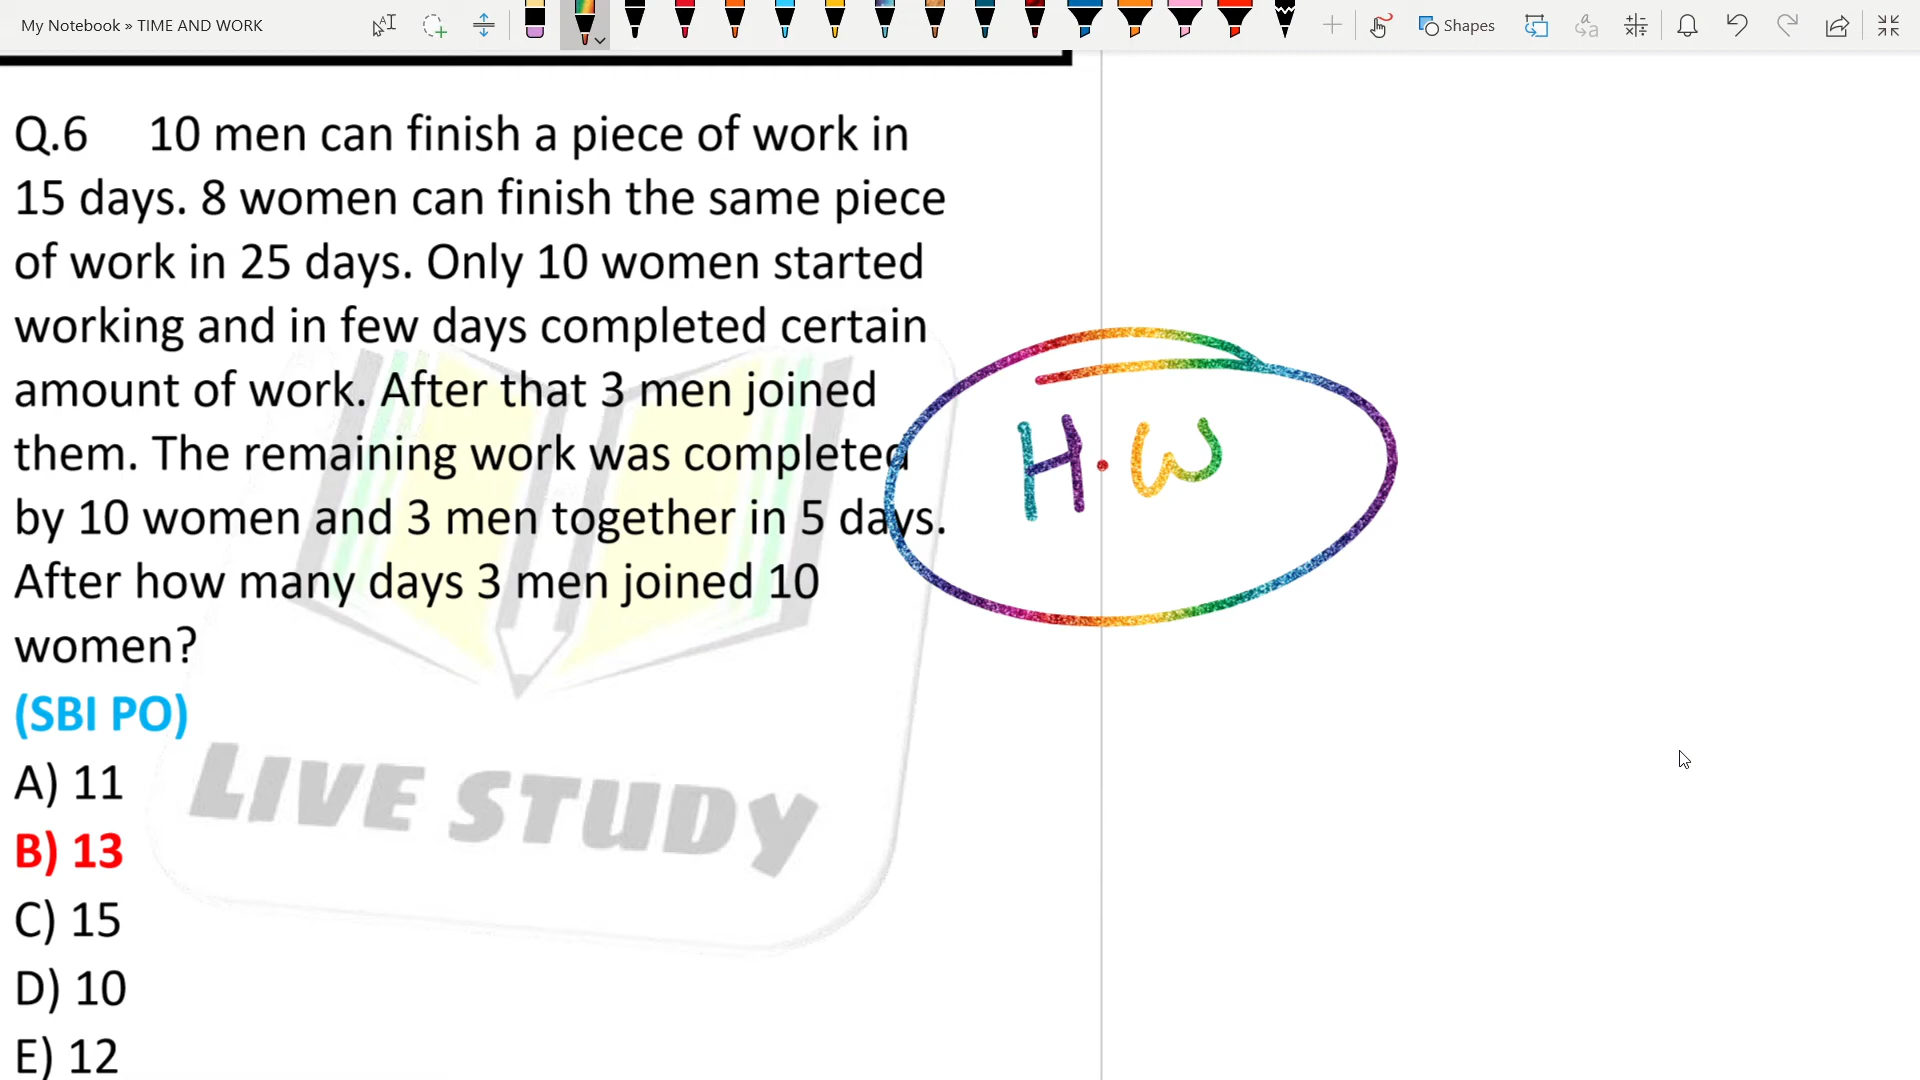 My Notebook » TIME AND WORK
Shapes
Q.6 10 men can finish a piece of work in
15 days. 8 women can finish the same piece
of work in 25 days. Only 10 women started
working and in few days completed certain
amount of work. After that 3 men joined
them. The remaining work was completed
by 10 women and 3 men together in 5 days.
After how many days 3 men joined 10
women?
(SBI PO)
A) 11
B) 13
C) 15
D) 10
E) 12
H.W
LIVE STUDY